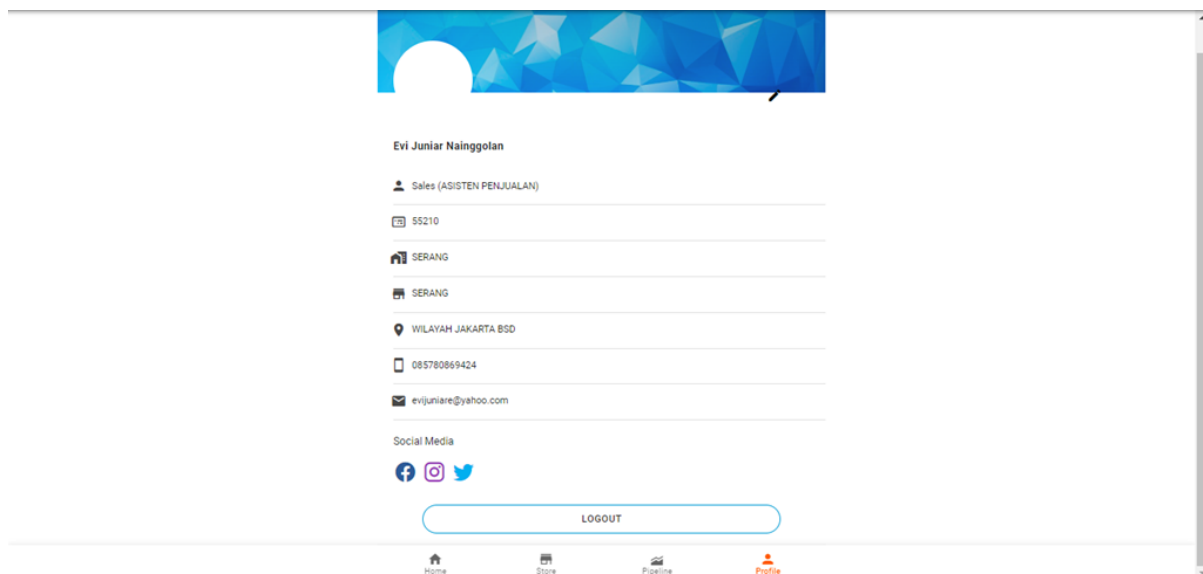 Evi Juniar Nainggolan
Sales (ASISTEN PENJUALAN)
55210
SERANG
SERANG
WILAYAH JAKARTA BSD
085780869424
evijuniare@yahoo.com
Social Media
LOGOUT
Home Store Pipeline Profile